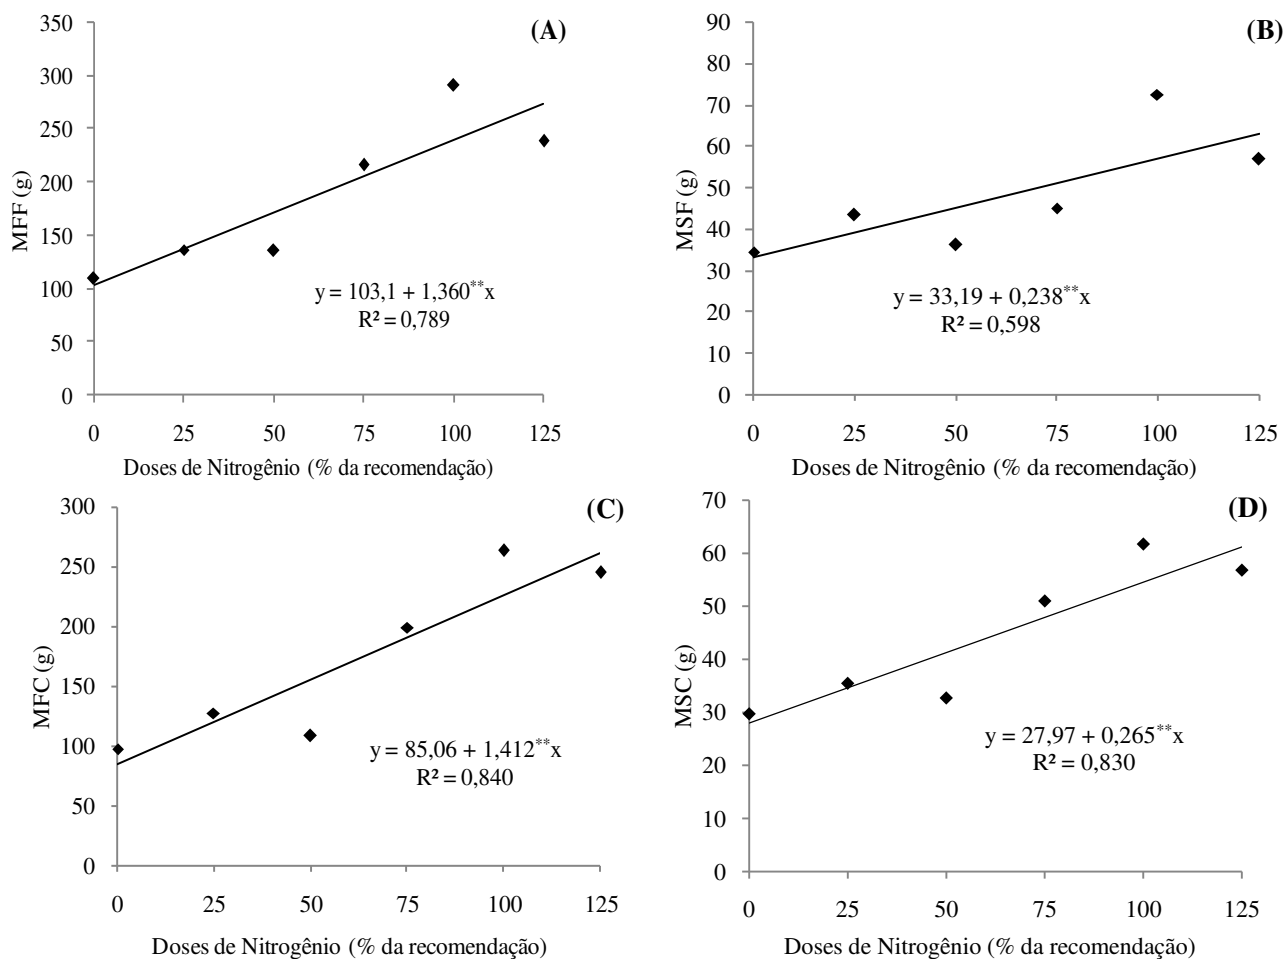 (A)
350
300
250
200
150
100
50
0
MFF (g)
y = 103,1 + 1,360**x
R² = 0,789
0 25 50 75 100 125
Doses de Nitrogênio (% da recomendação)
(B)
90
80
70
60
50
40
30
20
10
0
MSF (g)
y = 33,19 + 0,238**x
R² = 0,598
0 25 50 75 100 125
Doses de Nitrogênio (% da recomendação)
(C)
300
250
200
150
100
50
0
MFC (g)
y = 85,06 + 1,412**x
R² = 0,840
0 25 50 75 100 125
Doses de Nitrogênio (% da recomendação)
(D)
70
60
50
40
30
20
10
0
MSC (g)
y = 27,97 + 0,265**x
R² = 0,830
0 25 50 75 100 125
Doses de Nitrogênio (% da recomendação)